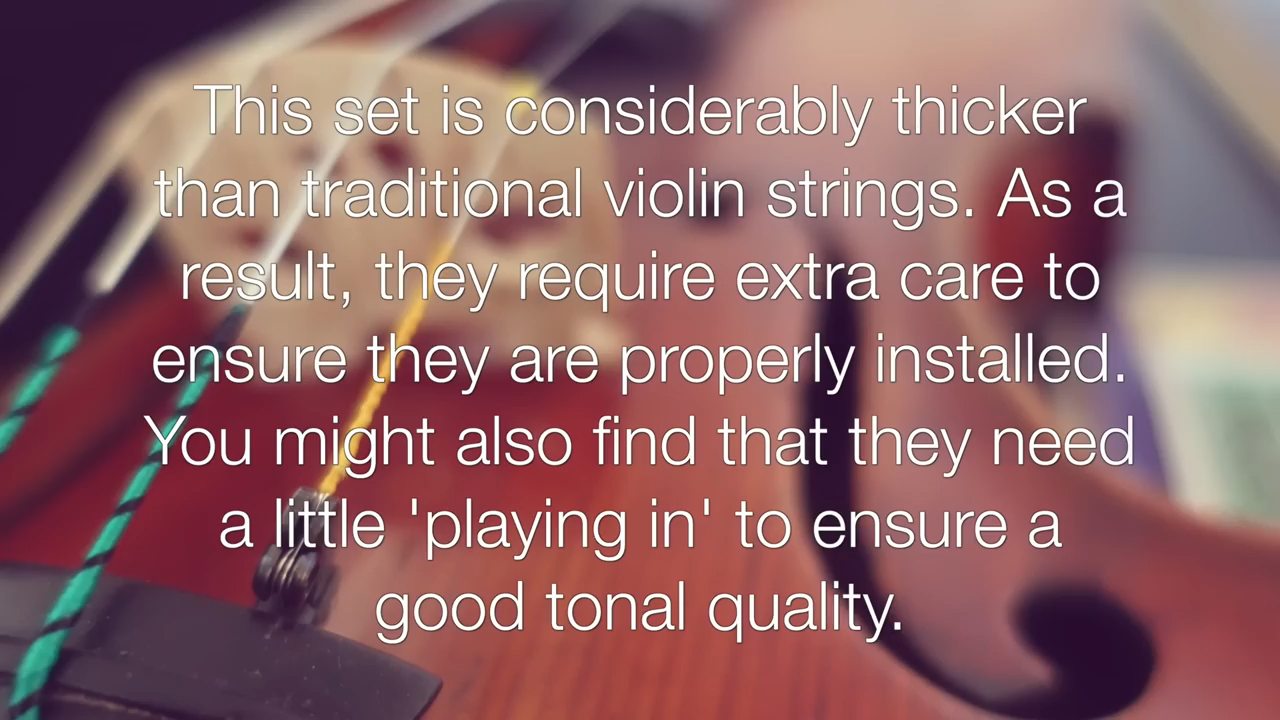 This set is considerably thicker
than traditional violin strings. As a
result, they require extra care to
ensure they are properly installed.
You might also find that they need
a little 'playing in' to ensure a
good tonal quality.